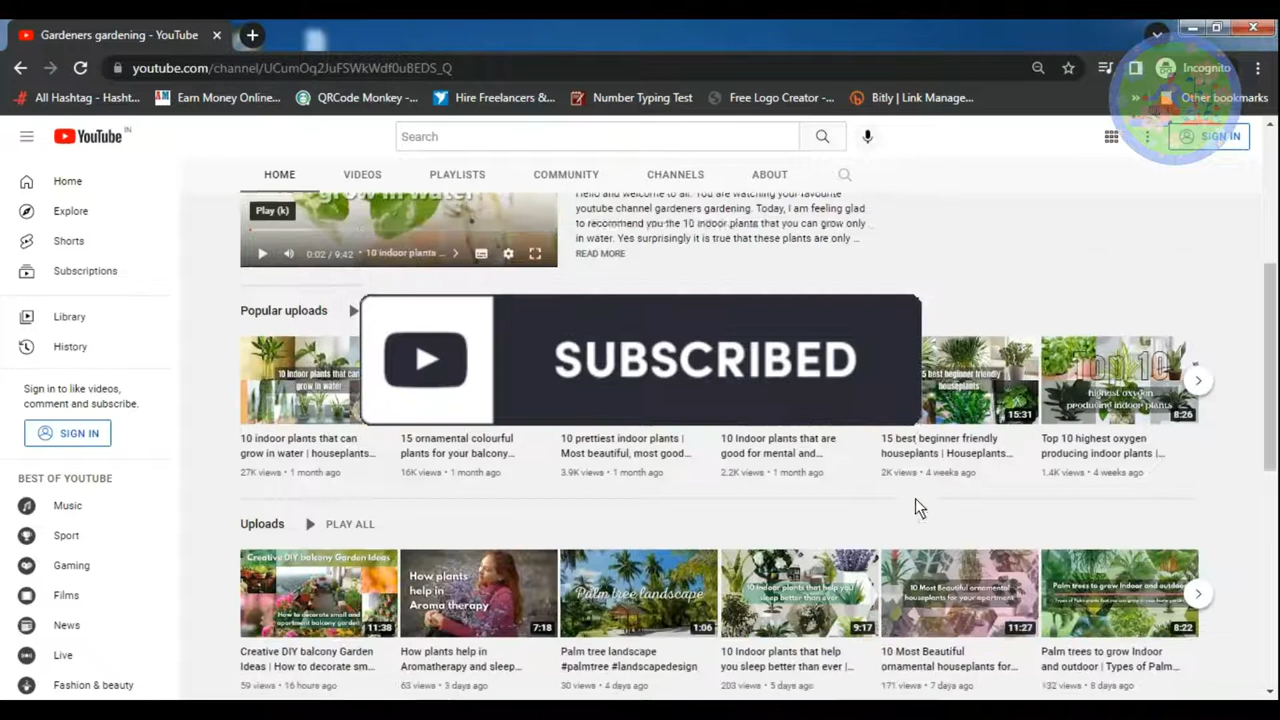 Gardeners gardening - YouTube
youtube.com/channel/UCumOq2JuFSWkWdf0uBEDS_Q
Incognito
All Hashtag - Hasht...
Earn Money Online...
QRCode Monkey -...
Hire Freelancers &...
Number Typing Test
Free Logo Creator -...
Bitly | Link Manage...
Other bookmarks
YouTube IN
Search
SIGN IN
HOME
VIDEOS
PLAYLISTS
COMMUNITY
CHANNELS
ABOUT
Home
Explore
Shorts
Subscriptions
Library
History
Sign in to like videos,
comment and subscribe.
SIGN IN
BEST OF YOUTUBE
Music
Sport
Gaming
Films
News
Live
Fashion & beauty
grow in water
Play (k)
0:02 / 9:42 • 10 indoor plants ...
Hello and welcome to all. You are watching your favourite
youtube channel gardeners gardening. Today, I am feeling glad
to recommend you the 10 indoor plants that you can grow only
in water. Yes surprisingly it is true that these plants are only ...
READ MORE
Popular uploads
SUBSCRIBED
10 indoor plants that can
grow in water
5 best beginner friendly
houseplants
15:31
Top 10
highest oxygen
producing indoor plants
8:26
10 indoor plants that can
grow in water | houseplants...
27K views • 1 month ago
15 ornamental colourful
plants for your balcony...
16K views • 1 month ago
10 prettiest indoor plants |
Most beautiful, most good...
3.9K views • 1 month ago
10 Indoor plants that are
good for mental and...
2.2K views • 1 month ago
15 best beginner friendly
houseplants | Houseplants...
2K views • 4 weeks ago
Top 10 highest oxygen
producing indoor plants |...
1.4K views • 4 weeks ago
Uploads
PLAY ALL
Creative DIY balcony Garden Ideas
How to decorate small and
apartment balcony garden
11:38
How plants
help in
Aroma therapy
7:18
Palm tree landscape
1:06
10 Indoor plants that help you
sleep better than ever
9:17
10 Most Beautiful ornamental
houseplants for your apartment
11:27
Palm trees to grow Indoor and outdoor
8:22
Creative DIY balcony Garden
Ideas | How to decorate sm...
59 views • 16 hours ago
How plants help in
Aromatherapy and sleep...
63 views • 3 days ago
Palm tree landscape
#palmtree #landscapedesign
30 views • 4 days ago
10 Indoor plants that help
you sleep better than ever |...
203 views • 5 days ago
10 Most Beautiful
ornamental houseplants for...
171 views • 7 days ago
Palm trees to grow Indoor
and outdoor | Types of Palm...
132 views • 8 days ago